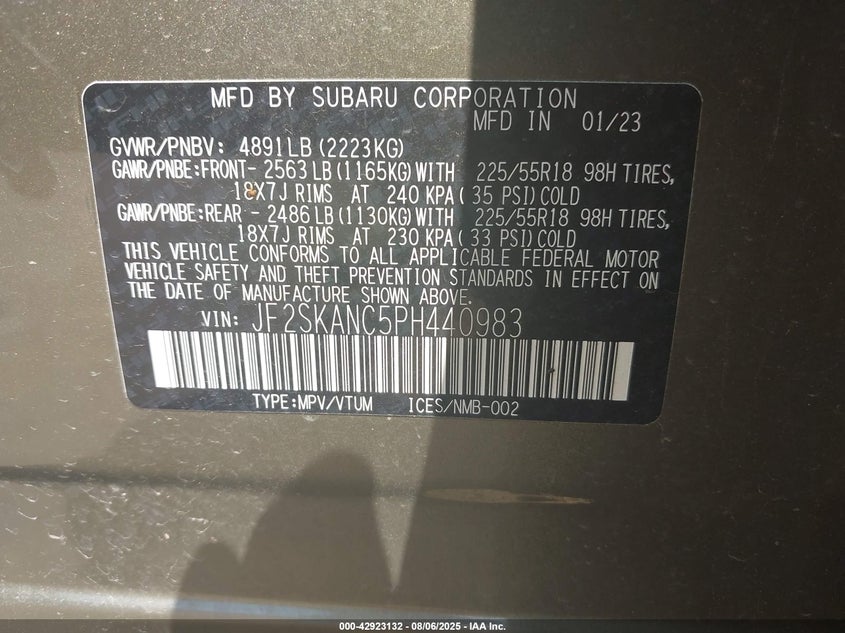 MFD BY SUBARU CORPORATION
MFD IN 01/23
GVWR/PNBV: 4891LB(2223KG)
GAWR/PNBE:FRONT- 2563LB(1165KG)WITH 225/55R18 98H TIRES,
18X7J RIMS AT 240 KPA( 35 PSI)COLD
GAWR/PNBE:REAR - 2486LB(1130KG)WITH 225/55R18 98H TIRES,
18X7J RIMS AT 230 KPA( 33 PSI)COLD
THIS VEHICLE CONFORMS TO ALL APPLICABLE FEDERAL MOTOR
VEHICLE SAFETY AND THEFT PREVENTION STANDARDS IN EFFECT ON
THE DATE OF MANUFACTURE SHOWN ABOVE.
VIN: JF2SKANC5PH440983
TYPE:MPV/VTUM ICES/NMB-002
000-42923132 - 08/06/2025 - IAA Inc.